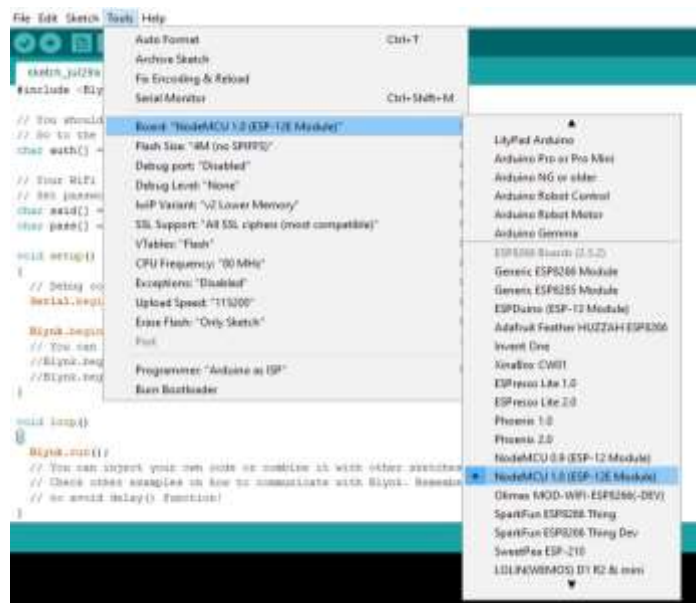 File Edit Sketch Tools Help
Auto Format Ctrl+T
Archive Sketch
Fix Encoding & Reload
Serial Monitor Ctrl+Shift+M
Board: "NodeMCU 1.0 (ESP-12E Module)"
Flash Size: "4M (no SPIFFS)"
Debug port: "Disabled"
Debug Level: "None"
lwIP Variant: "v2 Lower Memory"
SSL Support: "All SSL ciphers (most compatible)"
VTables: "Flash"
CPU Frequency: "80 MHz"
Exceptions: "Disabled"
Upload Speed: "115200"
Erase Flash: "Only Sketch"
Port
Programmer: "Arduino as ISP"
Burn Bootloader
LilyPad Arduino
Arduino Pro or Pro Mini
Arduino NG or older
Arduino Robot Control
Arduino Robot Motor
Arduino Gemma
ESP8266 Boards (2.5.2)
Generic ESP8266 Module
Generic ESP8285 Module
ESPDuino (ESP-13 Module)
Adafruit Feather HUZZAH ESP8266
Invent One
XinaBox CW01
ESPresso Lite 1.0
ESPresso Lite 2.0
Phoenix 1.0
Phoenix 2.0
NodeMCU 0.9 (ESP-12 Module)
NodeMCU 1.0 (ESP-12E Module)
Olimex MOD-WIFI-ESP8266(-DEV)
SparkFun ESP8266 Thing
SparkFun ESP8266 Thing Dev
SweetPea ESP-210
LOLIN(WEMOS) D1 R2 & mini
sketch_jul29a
#include <Bly
// You should
// Go to the
char auth[] =
// Your WiFi
// Set passwo
char ssid[] =
char pass[] =
void setup()
{
// Debug co
Serial.begi
Blynk.begin
// You can
//Blynk.beg
//Blynk.beg
}
void loop()
{
Blynk.run();
// You can inject your own code or combine it with other sketches
// Check other examples on how to communicate with Blynk. Remembe
// to avoid delay() function!
}